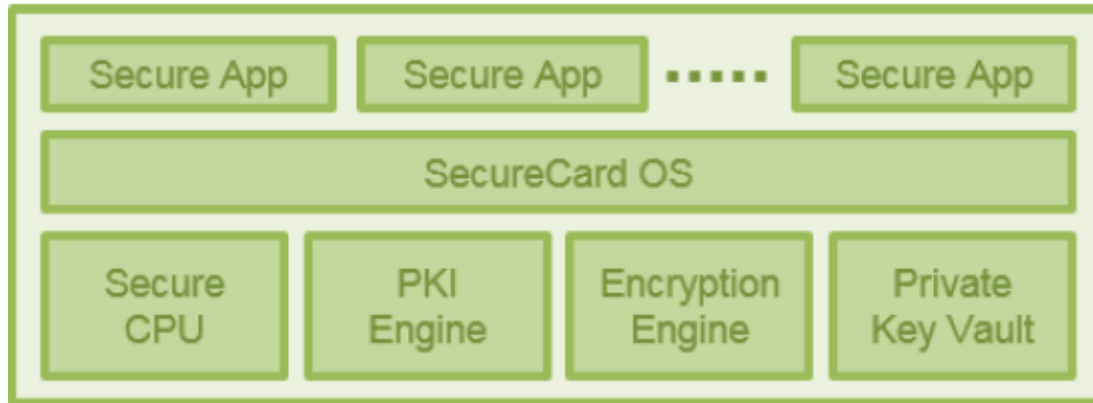 Secure App
Secure App
Secure App
SecureCard OS
Secure
CPU
PKI
Engine
Encryption
Engine
Private
Key Vault